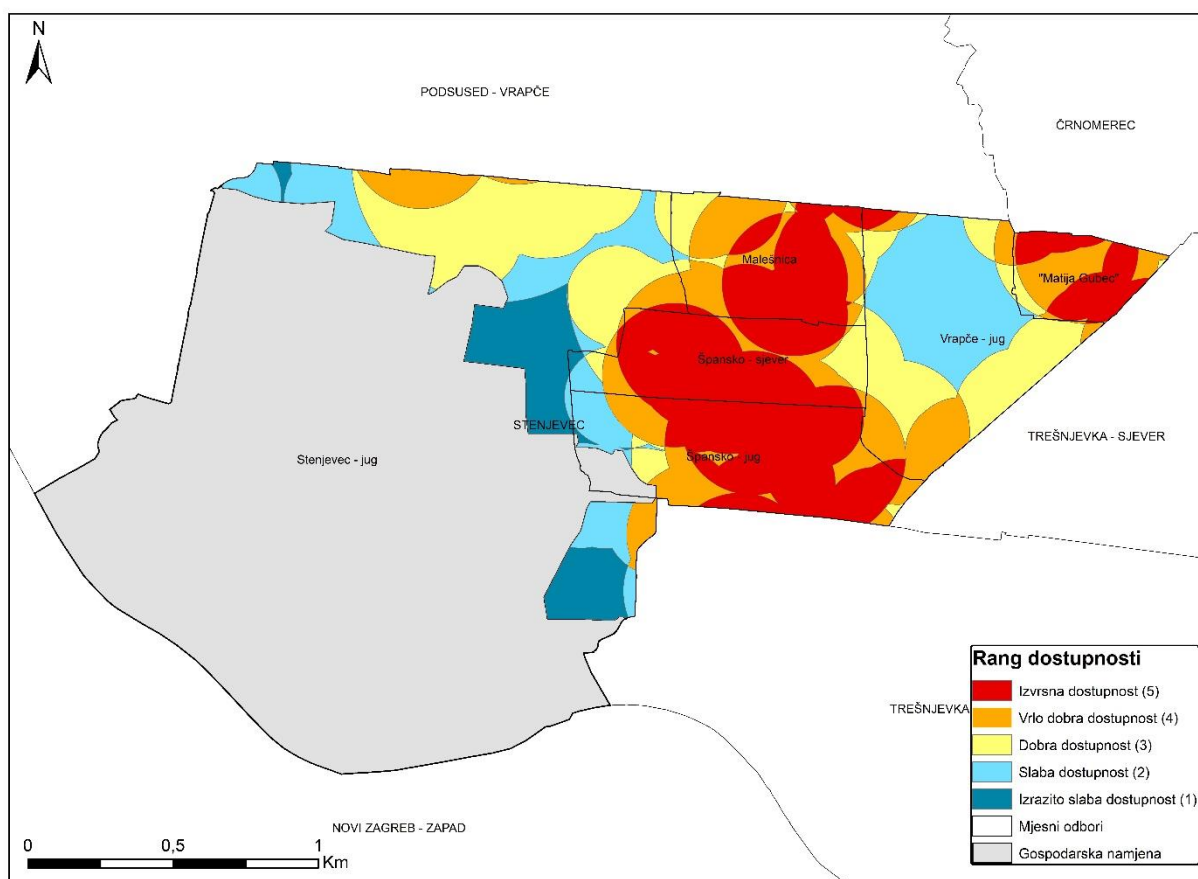 N
PODSUSED - VRAPČE
ČRNOMEREC
Malešnica
"Matija Gubec"
Vrapče - jug
Špansko - sjever
STENJEVEC
TREŠNJEVKA - SJEVER
Stenjevec - jug
Špansko - jug
Rang dostupnosti
Izvrsna dostupnost (5)
Vrlo dobra dostupnost (4)
Dobra dostupnost (3)
Slaba dostupnost (2)
Izrazito slaba dostupnost (1)
Mjesni odbori
Gospodarska namjena
TREŠNJEVKA
NOVI ZAGREB - ZAPAD
0 0,5 1
Km